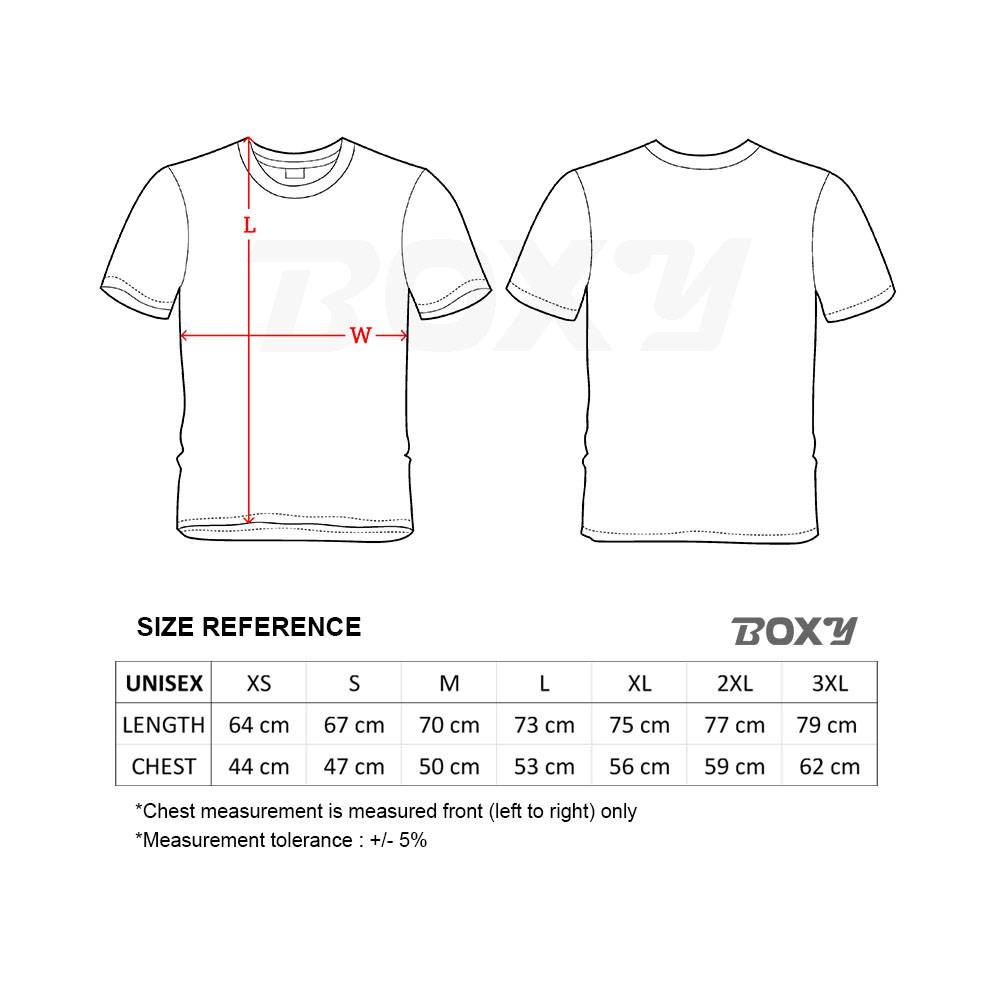 L
BOXY
W
SIZE REFERENCE
BOXY
UNISEX XS S M L XL 2XL 3XL
LENGTH 64 cm 67 cm 70 cm 73 cm 75 cm 77 cm 79 cm
CHEST 44 cm 47 cm 50 cm 53 cm 56 cm 59 cm 62 cm
*Chest measurement is measured front (left to right) only
*Measurement tolerance : +/- 5%